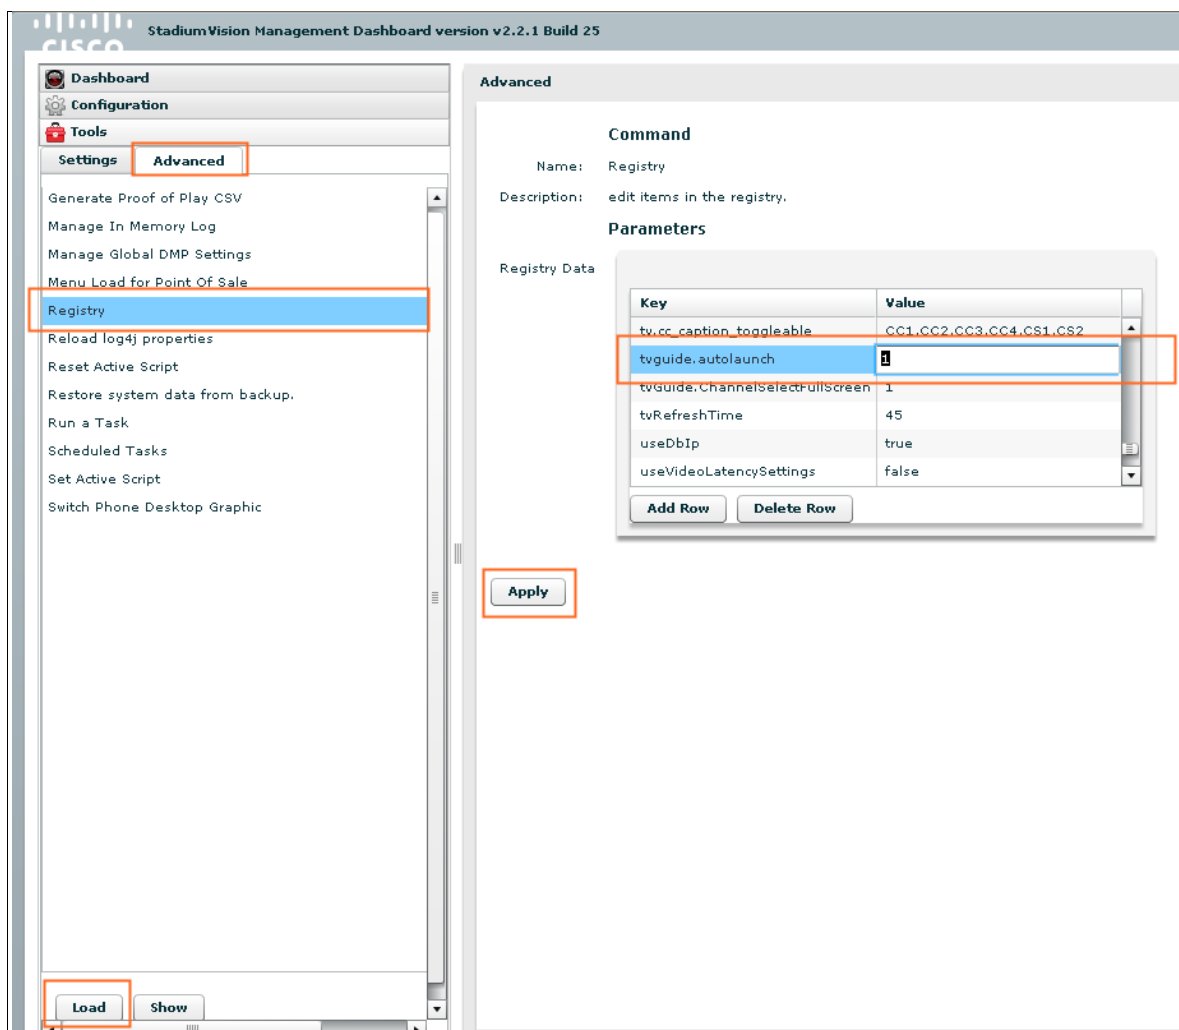 CISCO
StadiumVision Management Dashboard version v2.2.1 Build 25
Dashboard
Configuration
Tools
Settings
Advanced
Generate Proof of Play CSV
Manage In Memory Log
Manage Global DMP Settings
Menu Load for Point Of Sale
Registry
Reload log4j properties
Reset Active Script
Restore system data from backup.
Run a Task
Scheduled Tasks
Set Active Script
Switch Phone Desktop Graphic
Load
Show
Advanced
Command
Name: Registry
Description: edit items in the registry.
Parameters
Registry Data
Key Value
tv.cc_caption_toggleable CC1,CC2,CC3,CC4,CS1,CS2
tvguide.autolaunch 1
tvGuide.ChannelSelectFullScreen 1
tvRefreshTime 45
useDbIp true
useVideoLatencySettings false
Add Row
Delete Row
Apply